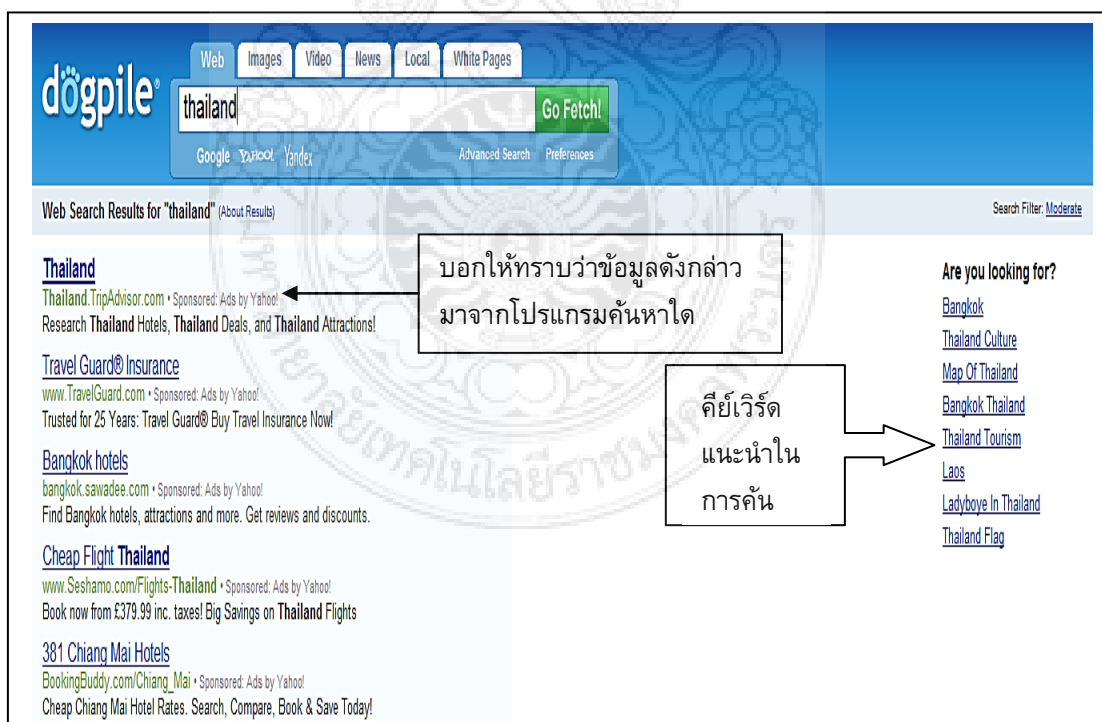 Web Images Video News Local White Pages
dögpile®
thailand Go Fetch!
Google YAHOO! Yandex Advanced Search Preferences
Web Search Results for "thailand" (About Results)
Search Filter: Moderate
Thailand
Thailand.TripAdvisor.com • Sponsored: Ads by Yahoo!
Research Thailand Hotels, Thailand Deals, and Thailand Attractions!
Travel Guard® Insurance
www.TravelGuard.com • Sponsored: Ads by Yahoo!
Trusted for 25 Years: Travel Guard® Buy Travel Insurance Now!
Bangkok hotels
bangkok.sawadee.com • Sponsored: Ads by Yahoo!
Find Bangkok hotels, attractions and more. Get reviews and discounts.
Cheap Flight Thailand
www.Seshamo.com/Flights-Thailand • Sponsored: Ads by Yahoo!
Book now from £379.99 inc. taxes! Big Savings on Thailand Flights
381 Chiang Mai Hotels
BookingBuddy.com/Chiang_Mai • Sponsored: Ads by Yahoo!
Cheap Chiang Mai Hotel Rates. Search, Compare, Book & Save Today!
บอกให้ทราบว่าข้อมูลดังกล่าว
มาจากโปรแกรมค้นหาใด
คีย์เวิร์ด
แนะนำใน
การค้น
Are you looking for?
Bangkok
Thailand Culture
Map Of Thailand
Bangkok Thailand
Thailand Tourism
Laos
Ladyboye In Thailand
Thailand Flag